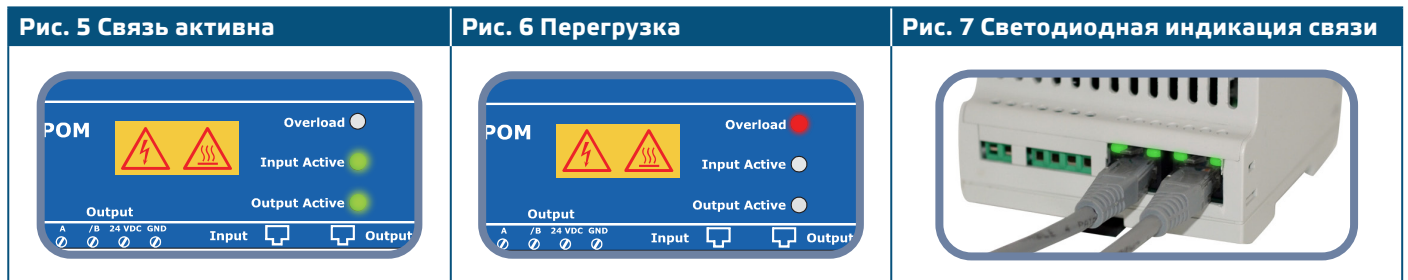 Рис. 5 Связь активна
Рис. 6 Перегрузка
Рис. 7 Светодиодная индикация связи
POM
Overload
Input Active
Output Active
Output
A /B 24 VDC GND
Input
Output
POM
Overload
Input Active
Output Active
Output
A /B 24 VDC GND
Input
Output